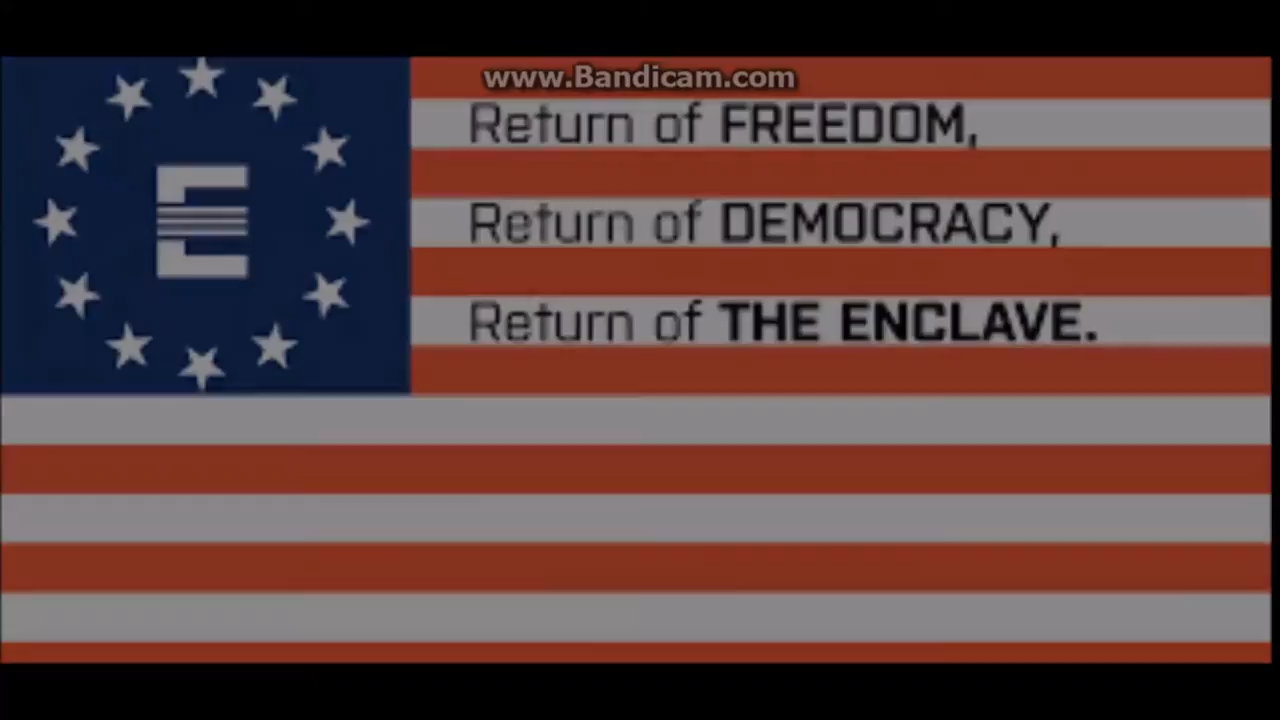 www.Bandicam.com
Return of FREEDOM,
Return of DEMOCRACY,
E
Return of THE ENCLAVE.